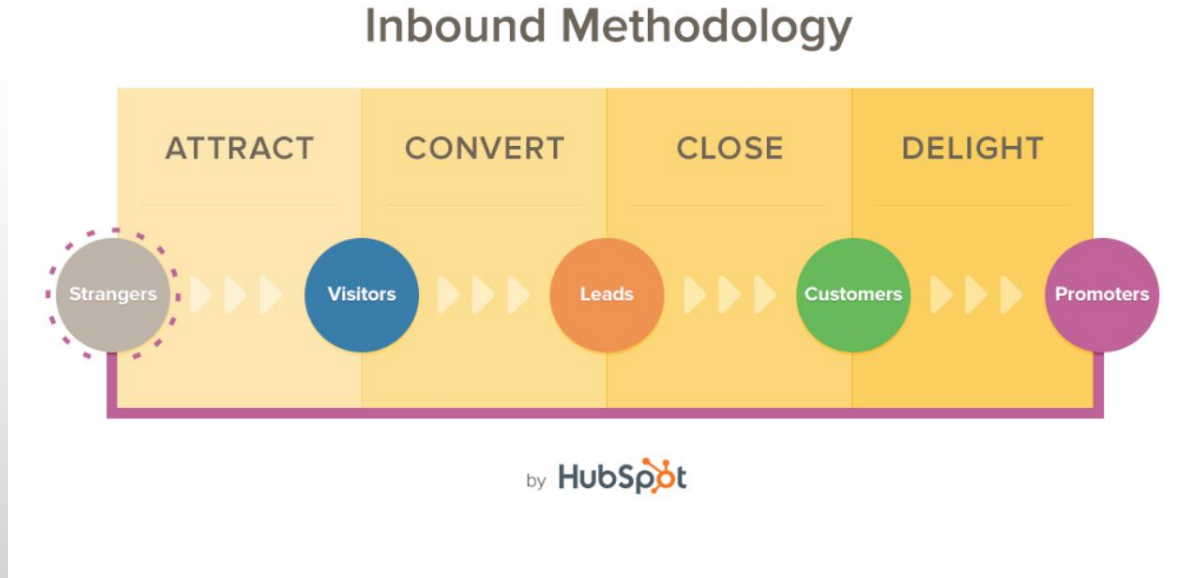 Inbound Methodology
ATTRACT CONVERT CLOSE DELIGHT
Strangers Visitors Leads Customers Promoters
by HubSpot